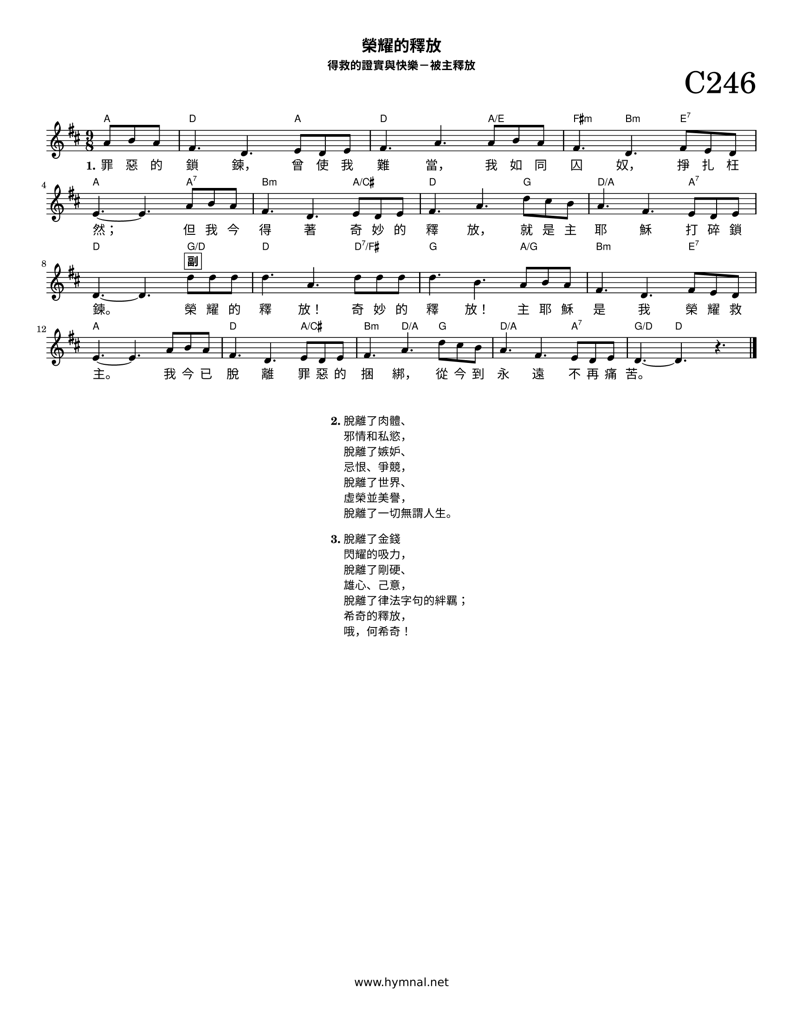 榮耀的釋放
得救的證實與快樂－被主釋放
C246
A D A D A/E F♯m Bm E7
9
8
1. 罪 惡 的 鎖 鍊， 曾 使 我 難 當， 我 如 同 囚 奴， 掙 扎 枉
4 A A7 Bm A/C♯ D G D/A A7
然； 但 我 今 得 著 奇 妙 的 釋 放， 就 是 主 耶 穌 打 碎 鎖
D G/D D D7/F♯ G A/G Bm E7
8 副
鍊。 榮 耀 的 釋 放！ 奇 妙 的 釋 放！ 主 耶 穌 是 我 榮 耀 救
12 A D A/C♯ Bm D/A G D/A A7 G/D D
主。 我 今 已 脫 離 罪 惡 的 捆 綁， 從 今 到 永 遠 不 再 痛 苦。
2. 脫離了肉體、
邪情和私慾，
脫離了嫉妒、
忌恨、爭競，
脫離了世界、
虛榮並美譽，
脫離了一切無謂人生。
3. 脫離了金錢
閃耀的吸力，
脫離了剛硬、
雄心、己意，
脫離了律法字句的絆羈；
希奇的釋放，
哦，何希奇！
www.hymnal.net